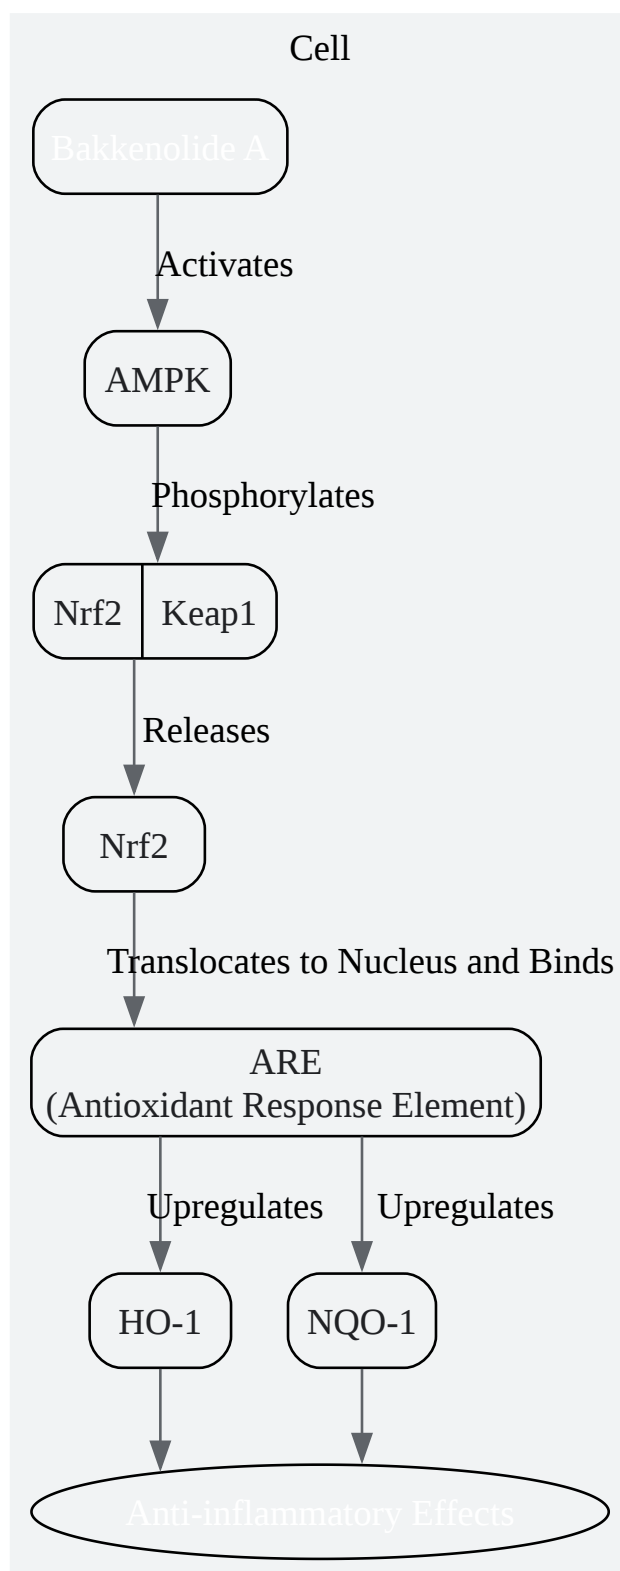 Cell
Bakkenolide A
Activates
AMPK
Phosphorylates
Nrf2 Keap1
Releases
Nrf2
Translocates to Nucleus and Binds
ARE
(Antioxidant Response Element)
Upregulates Upregulates
HO-1 NQO-1
Anti-inflammatory Effects